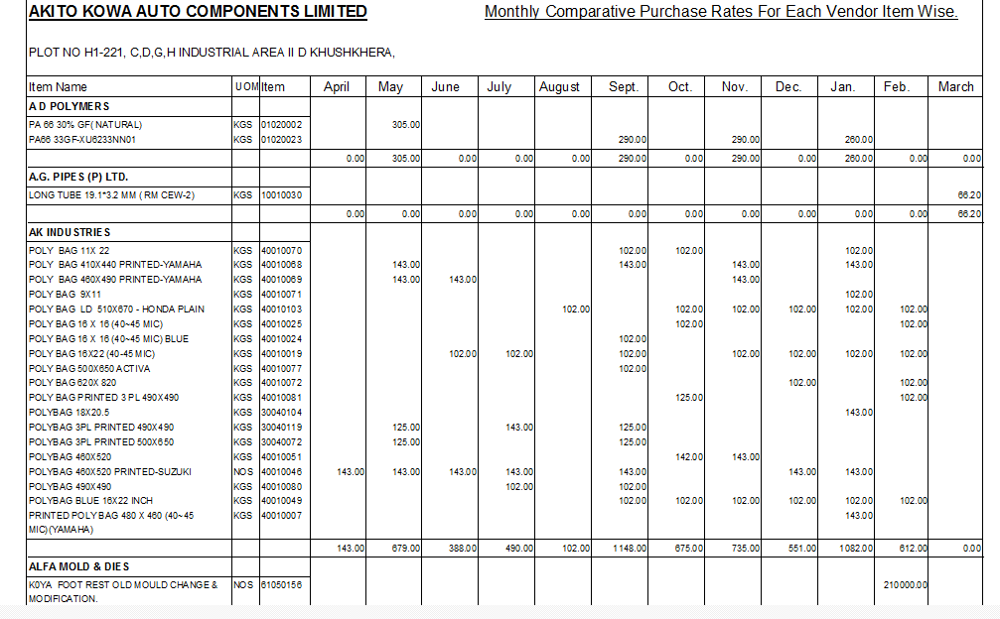 AKITO KOWA AUTO COMPONENTS LIMITED Monthly Comparative Purchase Rates For Each Vendor Item Wise.
PLOT NO H1-221, C,D,G,H INDUSTRIAL AREA II D KHUSHKHERA,
Item Name UOM Item April May June July August Sept. Oct. Nov. Dec. Jan. Feb. March
A D POLYMERS
PA 66 30% GF( NATURAL) KGS 01020002 305.00
PA66 33GF-XU6233NN01 KGS 01020023 290.00 290.00 260.00
0.00 305.00 0.00 0.00 0.00 290.00 0.00 290.00 0.00 260.00 0.00 0.00
A.G. PIPES (P) LTD.
LONG TUBE 19.1*3.2 MM ( RM CEW-2) KGS 10010030 66.20
0.00 0.00 0.00 0.00 0.00 0.00 0.00 0.00 0.00 0.00 0.00 66.20
AK INDUSTRIES
POLY BAG 11X 22 KGS 40010070 102.00 102.00 102.00
POLY BAG 410X440 PRINTED-YAMAHA KGS 40010068 143.00 143.00 143.00 143.00
POLY BAG 460X490 PRINTED-YAMAHA KGS 40010069 143.00 143.00 143.00
POLY BAG 9X11 KGS 40010071 102.00
POLY BAG LD 510X670 - HONDA PLAIN KGS 40010103 102.00 102.00 102.00 102.00 102.00 102.00
POLY BAG 16 X 16 (40~45 MIC) KGS 40010025 102.00 102.00
POLY BAG 16 X 16 (40~45 MIC) BLUE KGS 40010024 102.00
POLY BAG 16X22 (40-45 MIC) KGS 40010019 102.00 102.00 102.00 102.00 102.00 102.00 102.00
POLY BAG 500X650 ACTIVA KGS 40010077 102.00
POLY BAG 620X 820 KGS 40010072 102.00 102.00
POLY BAG PRINTED 3 PL 490X490 KGS 40010081 125.00 102.00
POLYBAG 18X20.5 KGS 30040104 143.00
POLYBAG 3PL PRINTED 490X490 KGS 30040119 125.00 143.00 125.00
POLYBAG 3PL PRINTED 500X650 KGS 30040072 125.00 125.00
POLYBAG 460X520 KGS 40010051 142.00 143.00
POLYBAG 460X520 PRINTED-SUZUKI NOS 40010046 143.00 143.00 143.00 143.00 143.00 143.00 143.00
POLYBAG 490X490 KGS 40010080 102.00 102.00
POLYBAG BLUE 16X22 INCH KGS 40010049 102.00 102.00 102.00 102.00 102.00 102.00
PRINTED POLY BAG 480 X 460 (40~45 KGS 40010007 143.00
MIC)(YAMAHA)
143.00 679.00 388.00 490.00 102.00 1148.00 675.00 735.00 551.00 1082.00 612.00 0.00
ALFA MOLD & DIES
K0YA FOOT REST OLD MOULD CHANGE & NOS 61050156 210000.00
MODIFICATION.